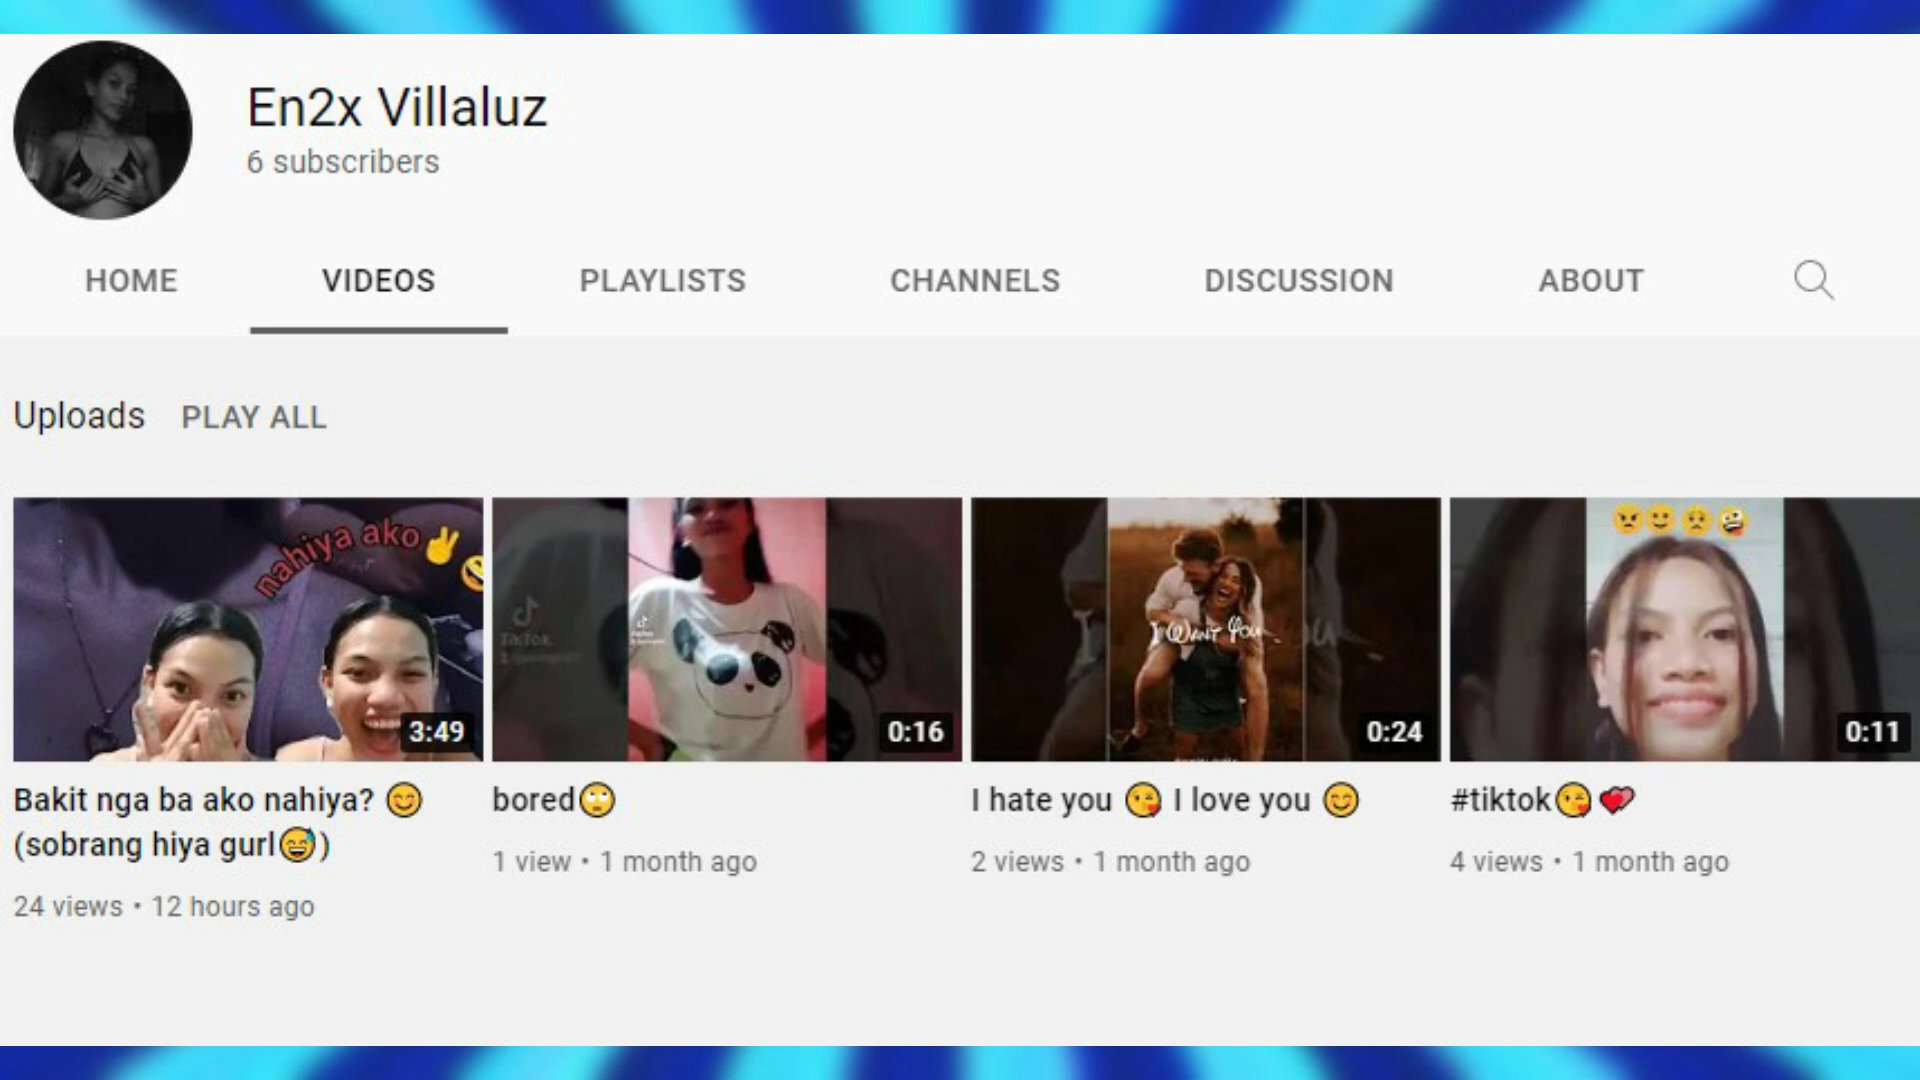 En2x Villaluz
6 subscribers
HOME
VIDEOS
PLAYLISTS
CHANNELS
DISCUSSION
ABOUT
Uploads
PLAY ALL
nahiya ako✌️
3:49
TikTok
0:16
I WANT You
0:24
0:11
Bakit nga ba ako nahiya? 😊
(sobrang hiya gurl😅)
24 views • 12 hours ago
bored🙄
1 view • 1 month ago
I hate you 😘 I love you 😊
2 views • 1 month ago
#tiktok😘💕
4 views • 1 month ago